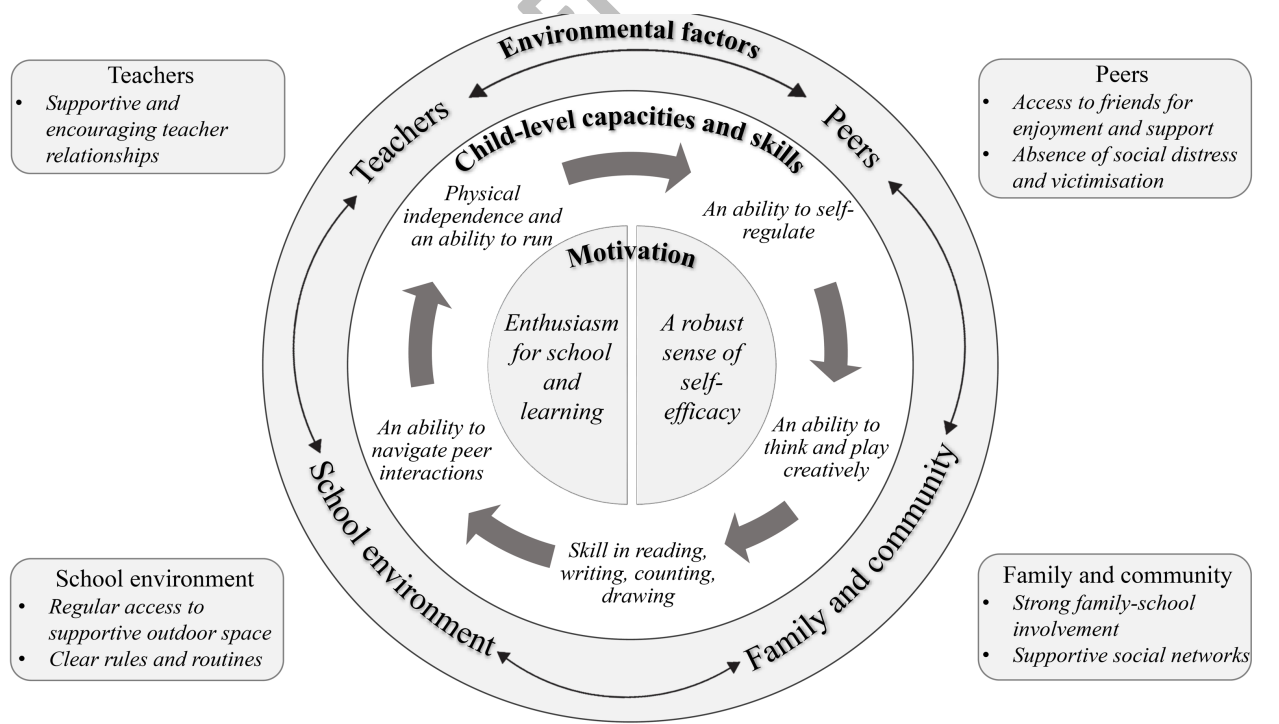 Environmental factors
Teachers
• Supportive and
encouraging teacher
relationships
Peers
• Access to friends for
enjoyment and support
• Absence of social distress
and victimisation
Teachers
Peers
Child-level capacities and skills
Physical
independence and
an ability to run
An ability to self-
regulate
Motivation
Enthusiasm
for school
and
learning
A robust
sense of
self-
efficacy
An ability to
navigate peer
interactions
An ability to
think and play
creatively
Skill in reading,
writing, counting,
drawing
School environment
Family and community
School environment
• Regular access to
supportive outdoor space
• Clear rules and routines
Family and community
• Strong family-school
involvement
• Supportive social networks